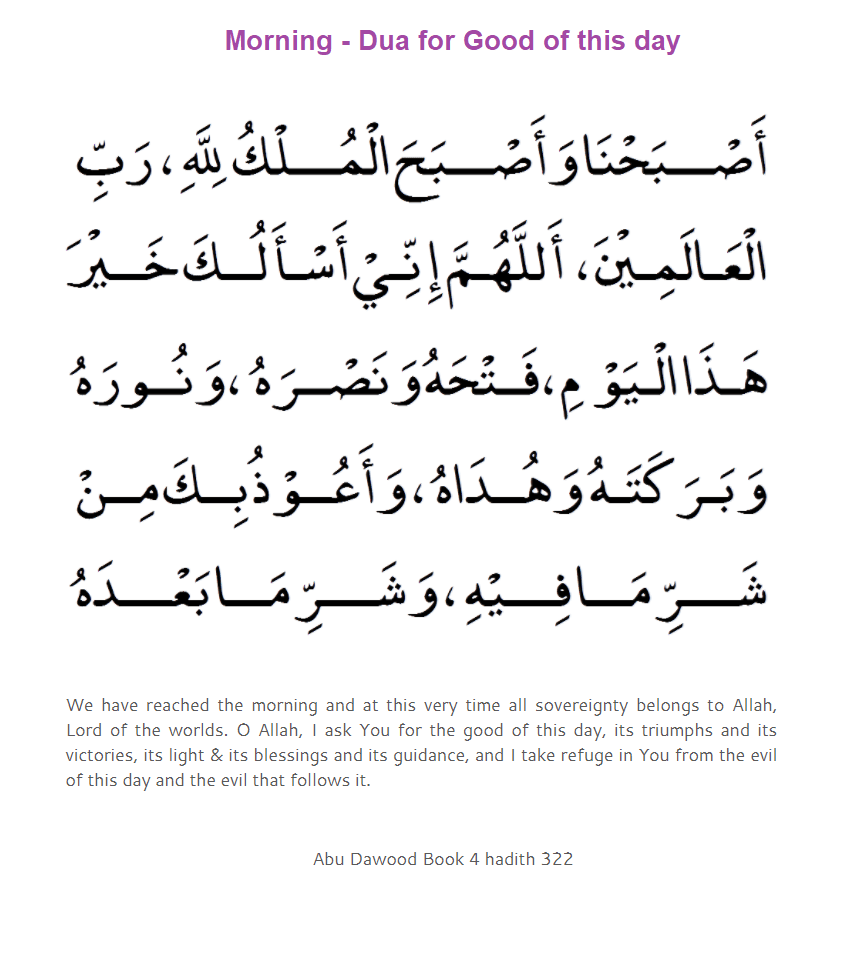 Morning - Dua for Good of this day
أَصْبَحْنَا وَأَصْبَحَ الْمُلْكُ لِلَّهِ، رَبِّ
الْعَالَمِيْنَ، أَللَّهُمَّ إِنِّيْ أَسْأَلُكَ خَيْرَ
هَذَا الْيَوْمِ، فَتْحَهُ وَنَصْرَهُ، وَنُورَهُ
وَبَرَكَتَهُ وَهُدَاهُ، وَأَعُوْذُ بِكَ مِنْ
شَرِّ مَا فِيْهِ، وَشَرِّ مَا بَعْدَهُ
We have reached the morning and at this very time all sovereignty belongs to Allah,
Lord of the worlds. O Allah, I ask You for the good of this day, its triumphs and its
victories, its light & its blessings and its guidance, and I take refuge in You from the evil
of this day and the evil that follows it.
Abu Dawood Book 4 hadith 322